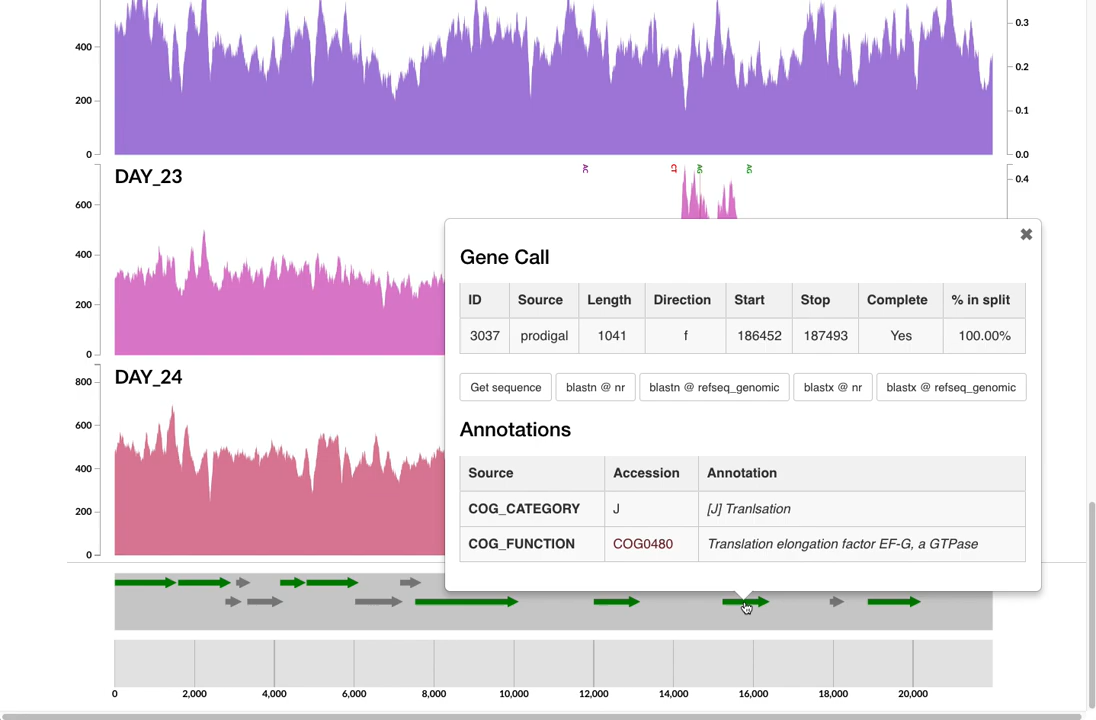 400
200
0
0.3
0.2
0.1
0.0
DAY_23
AC
CT
AG
AG
0.4
600
400
200
0
✖
Gene Call
ID Source Length Direction Start Stop Complete % in split
3037 prodigal 1041 f 186452 187493 Yes 100.00%
Get sequence blastn @ nr blastn @ refseq_genomic blastx @ nr blastx @ refseq_genomic
Annotations
Source Accession Annotation
COG_CATEGORY J [J] Tranlsation
COG_FUNCTION COG0480 Translation elongation factor EF-G, a GTPase
DAY_24
800
600
400
200
0
0 2,000 4,000 6,000 8,000 10,000 12,000 14,000 16,000 18,000 20,000